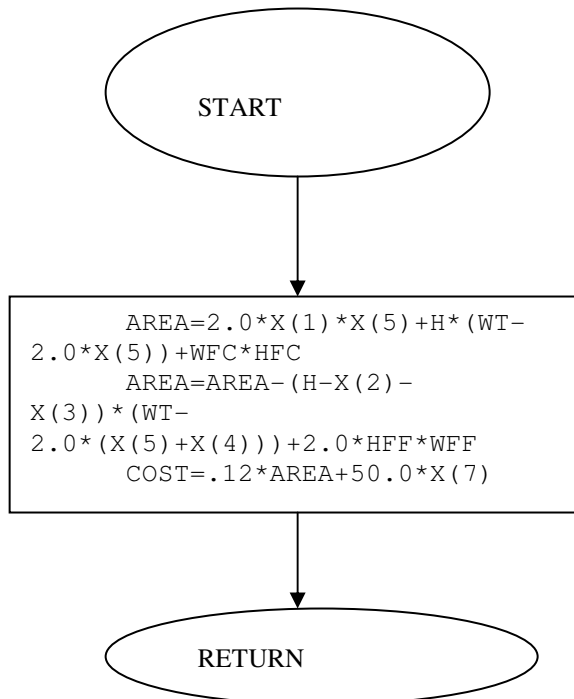 START
AREA=2.0*X(1)*X(5)+H*(WT-
2.0*X(5))+WFC*HFC
AREA=AREA-(H-X(2)-
X(3))*(WT-
2.0*(X(5)+X(4)))+2.0*HFF*WFF
COST=.12*AREA+50.0*X(7)
RETURN